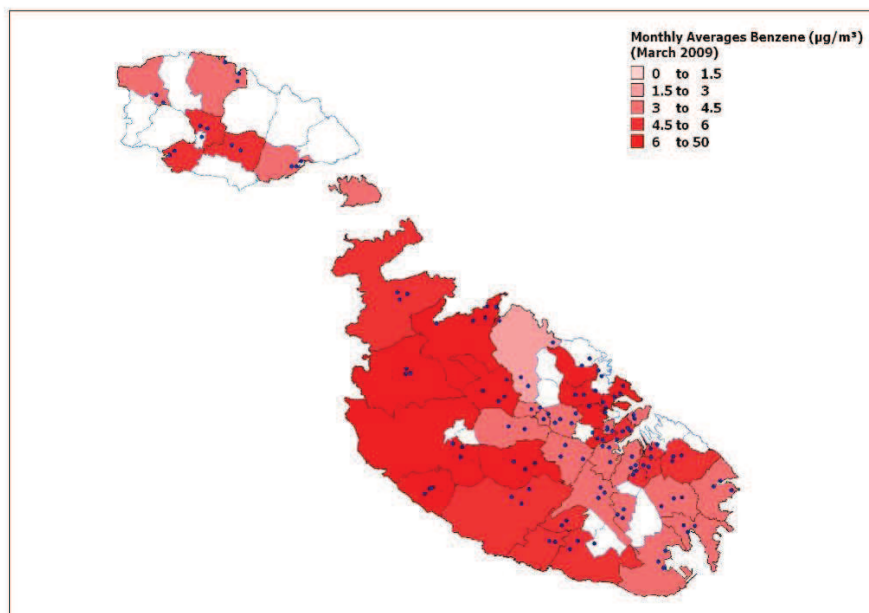 Monthly Averages Benzene (µg/m³)
(March 2009)
0 to 1.5
1.5 to 3
3 to 4.5
4.5 to 6
6 to 50